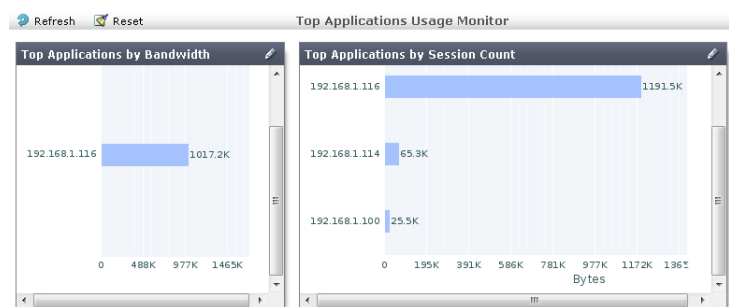 Refresh Reset Top Applications Usage Monitor
Top Applications by Bandwidth
192.168.1.116 1017.2K
0 488K 977K 1465K
Top Applications by Session Count
192.168.1.116 1191.5K
192.168.1.114 65.3K
192.168.1.100 25.5K
0 195K 391K 586K 781K 977K 1172K
Bytes